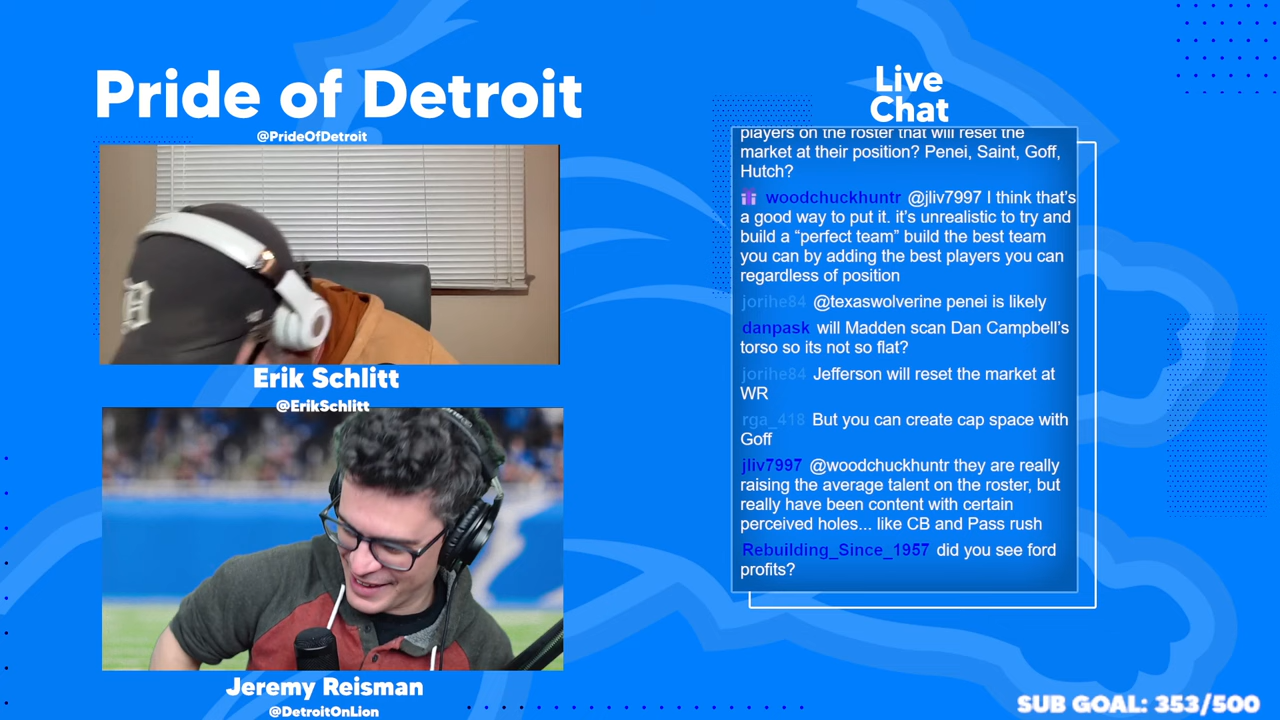 Pride of Detroit
@PrideOfDetroit
Erik Schlitt
@ErikSchlitt
Jeremy Reisman
@DetroitOnLion
Live
Chat
players on the roster that will reset the
market at their position? Penei, Saint, Goff,
Hutch?
woodchuckhuntr @jliv7997 I think that's
a good way to put it. it's unrealistic to try and
build a “perfect team” build the best team
you can by adding the best players you can
regardless of position
jorihe84 @texaswolverine penei is likely
danpask will Madden scan Dan Campbell's
torso so its not so flat?
jorihe84 Jefferson will reset the market at
WR
rga_418 But you can create cap space with
Goff
jliv7997 @woodchuckhuntr they are really
raising the average talent on the roster, but
really have been content with certain
perceived holes... like CB and Pass rush
Rebuilding_Since_1957 did you see ford
profits?
SUB GOAL: 353/500